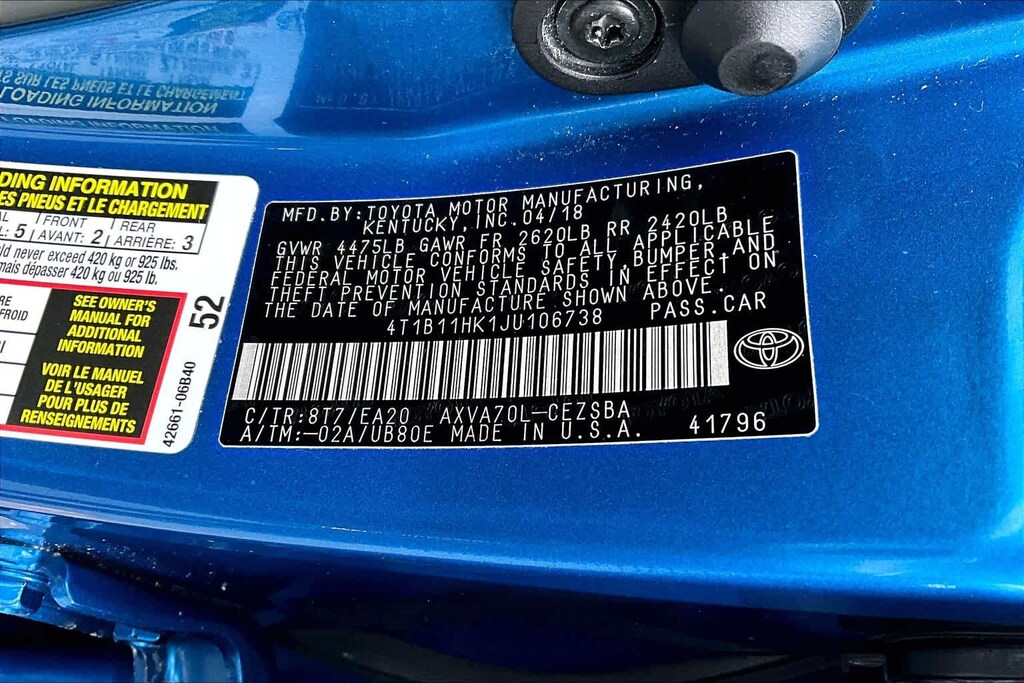 DING INFORMATION
ES PNEUS ET LE CHARGEMENT
FRONT REAR
5 AVANT: 2 ARRIÈRE: 3
never exceed 420 kg or 925 lbs.
mais dépasser 420 kg ou 925 lb.
SEE OWNER'S
MANUAL FOR
ADDITIONAL
INFORMATION
VOIR LE MANUEL
DE L'USAGER
POUR PLUS DE
RENSEIGNEMENTS
52
42661-06B40
MFD. BY: TOYOTA MOTOR MANUFACTURING,
KENTUCKY, INC. 04/18
GVWR 4475LB GAWR FR 2620LB RR 2420LB
THIS VEHICLE CONFORMS TO ALL APPLICABLE
FEDERAL MOTOR VEHICLE SAFETY, BUMPER, AND
THEFT PREVENTION STANDARDS IN EFFECT ON
THE DATE OF MANUFACTURE SHOWN ABOVE.
4T1B11HK1JU106738 PASS. CAR
C/TR: 8T7/EA20 AXVA70L-CEZSBA
A/TM: -02A/UB80E MADE IN U.S.A. 41796